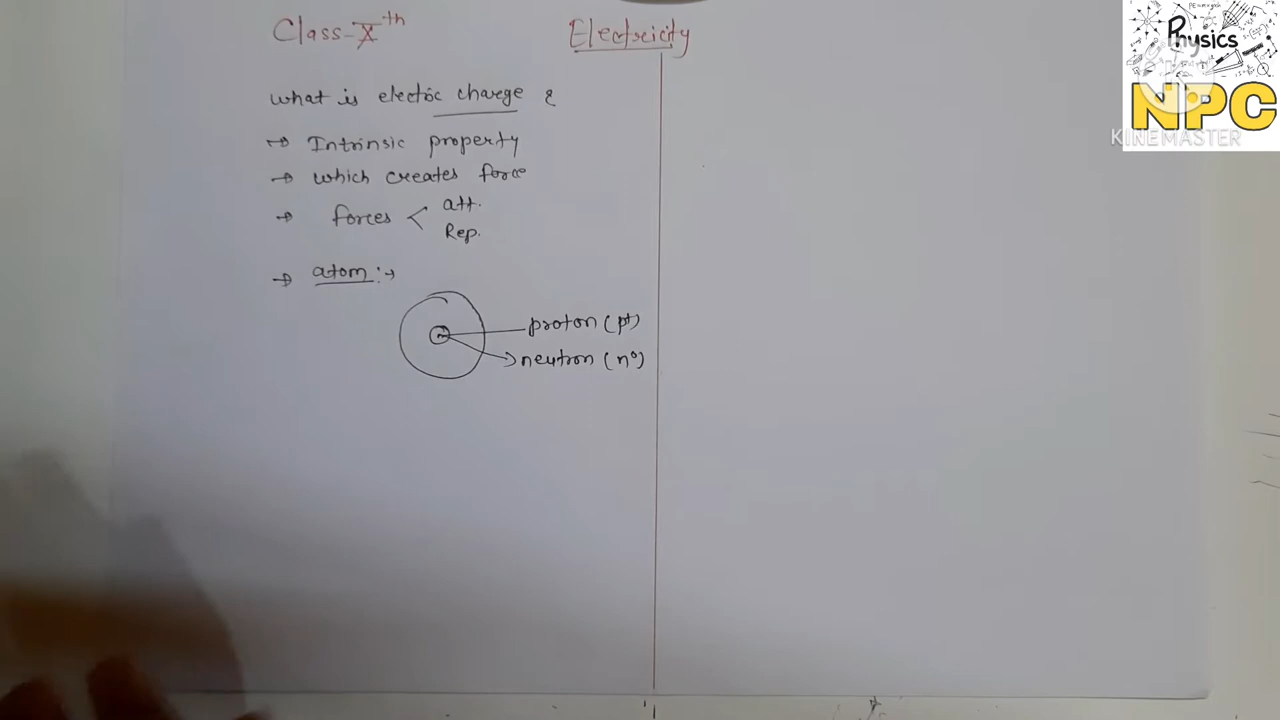 Class-Xth
Electricity
what is electric charge ?
→ Intrinsic property
→ which creates force
→ forces < att.
Rep.
→ atom :→
proton (p+)
neutron (n°)
Physics
NPC
KINEMASTER